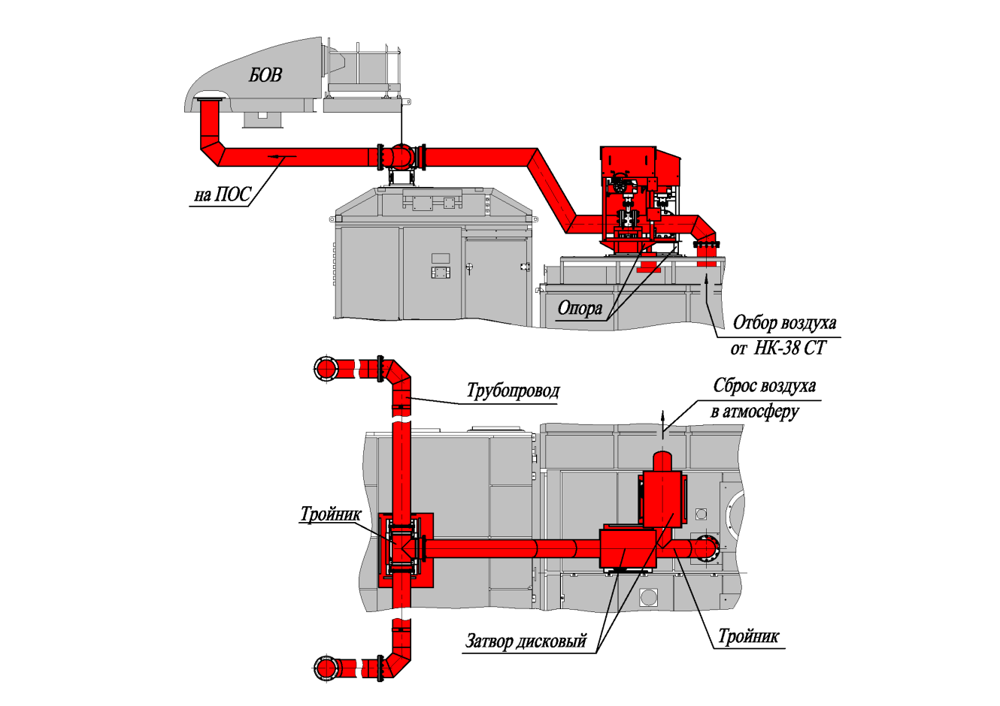 БОВ
на ПОС
Опора
Отбор воздуха
от НК-38 СТ
Трубопровод
Сброс воздуха
в атмосферу
Тройник
Затвор дисковый
Тройник